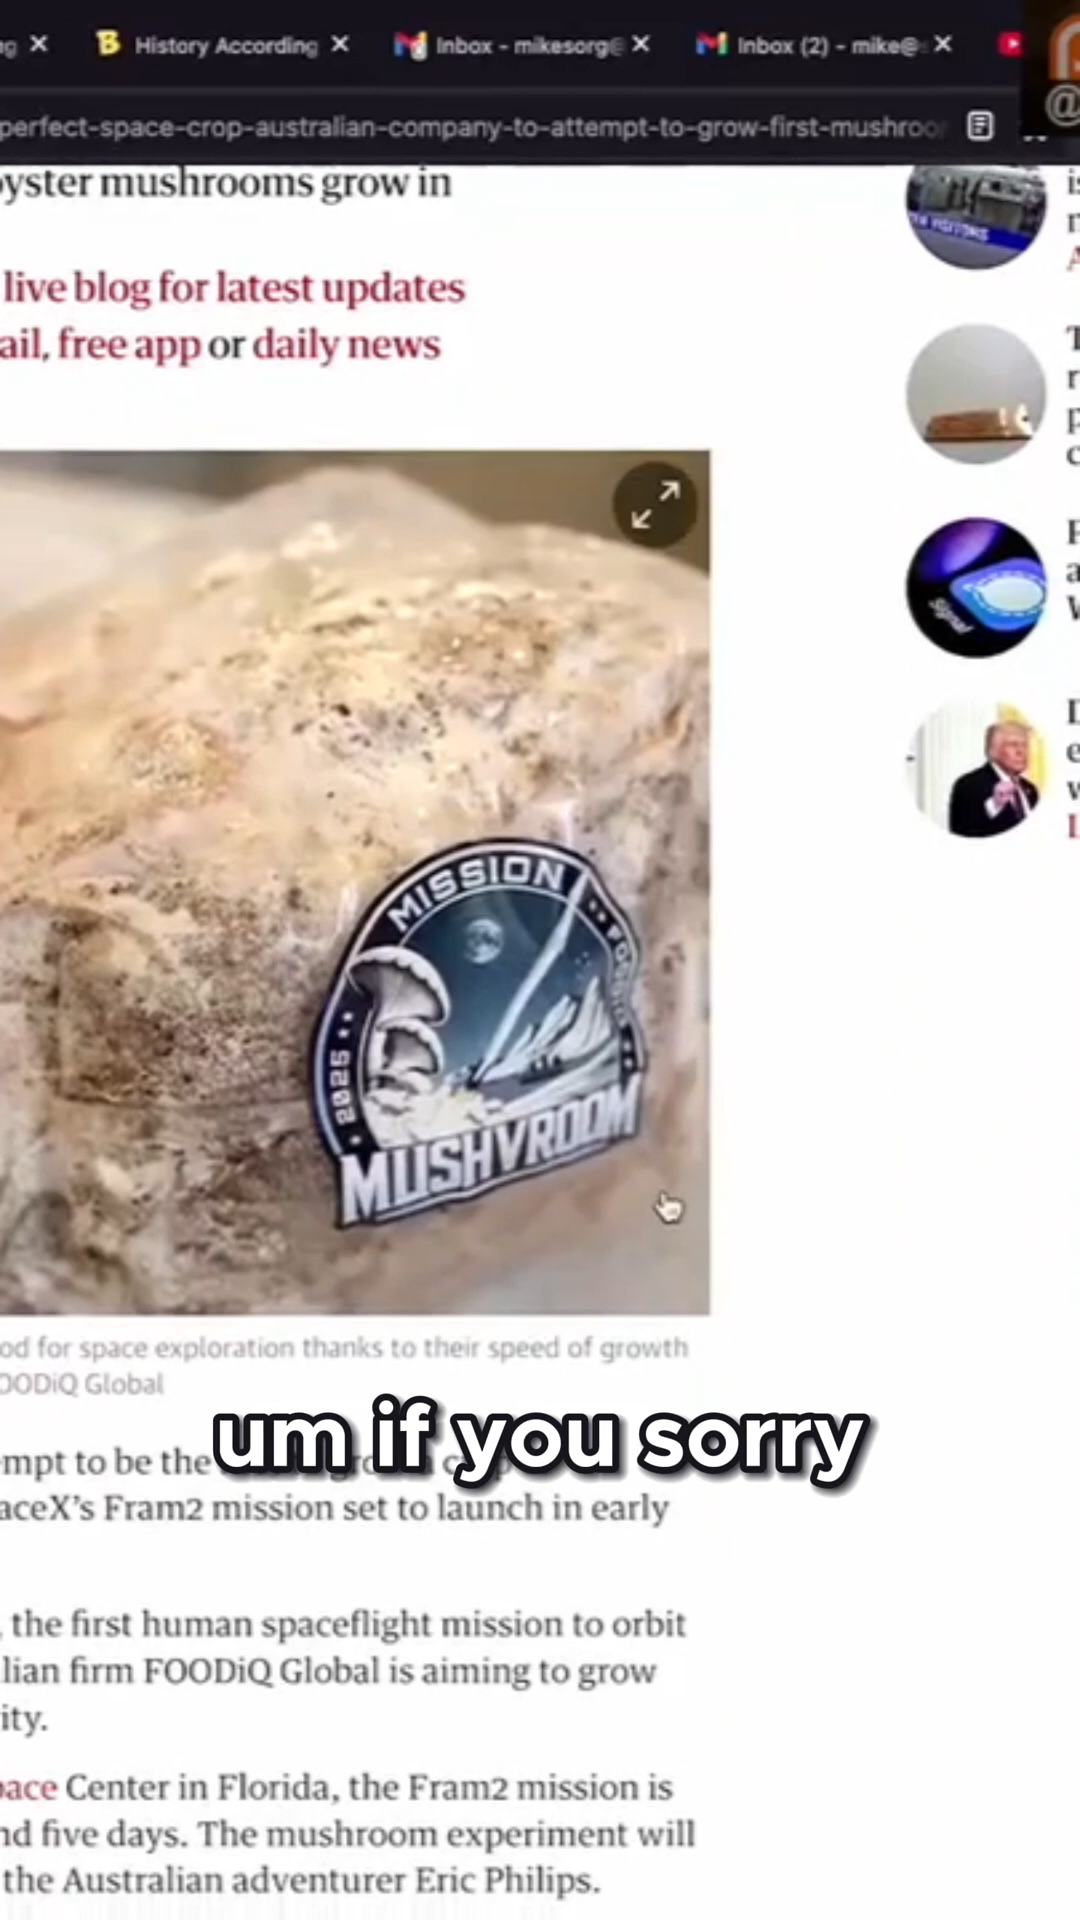 History According
Inbox - mikesorg
Inbox (2) - mike@
perfect-space-crop-australian-company-to-attempt-to-grow-first-mushroo
oyster mushrooms grow in
live blog for latest updates
ail, free app or daily news
Signal
MISSION
2025
MUSHVROOM
od for space exploration thanks to their speed of growth
OODiQ Global
um if you sorry
mpt to be the
aceX's Fram2 mission set to launch in early
, the first human spaceflight mission to orbit
lian firm FOODiQ Global is aiming to grow
ity.
pace Center in Florida, the Fram2 mission is
nd five days. The mushroom experiment will
the Australian adventurer Eric Philips.